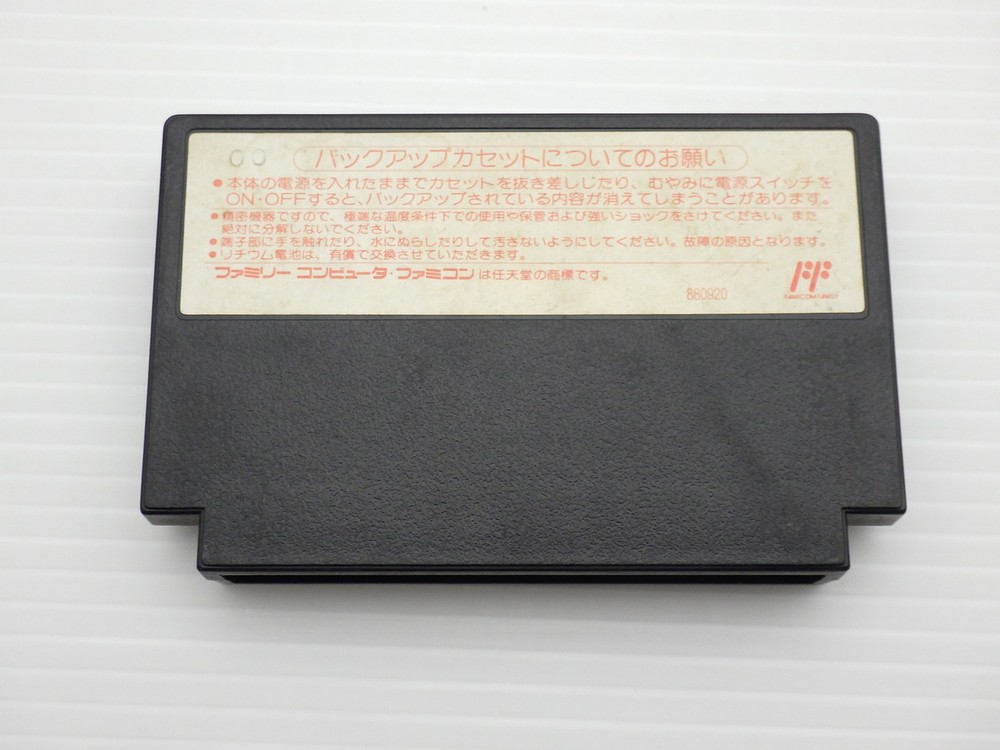 00
バックアップカセットについてのお願い
●本体の電源を入れたままでカセットを抜き差ししたり、むやみに電源スイッチを
ON・OFFすると、バックアップされている内容が消えてしまうことがあります。
●精密機器ですので、極端な温度条件下での使用や保管および強いショックをさけてください。また
絶対に分解しないでください。
●端子部に手を触れたり、水にぬらしたりして汚さないようにしてください。故障の原因となります。
●リチウム電池は、有償で交換させていただきます。
ファミリー コンピュータ・ファミコンは任天堂の商標です。
880920
FAMICOM FAMILY